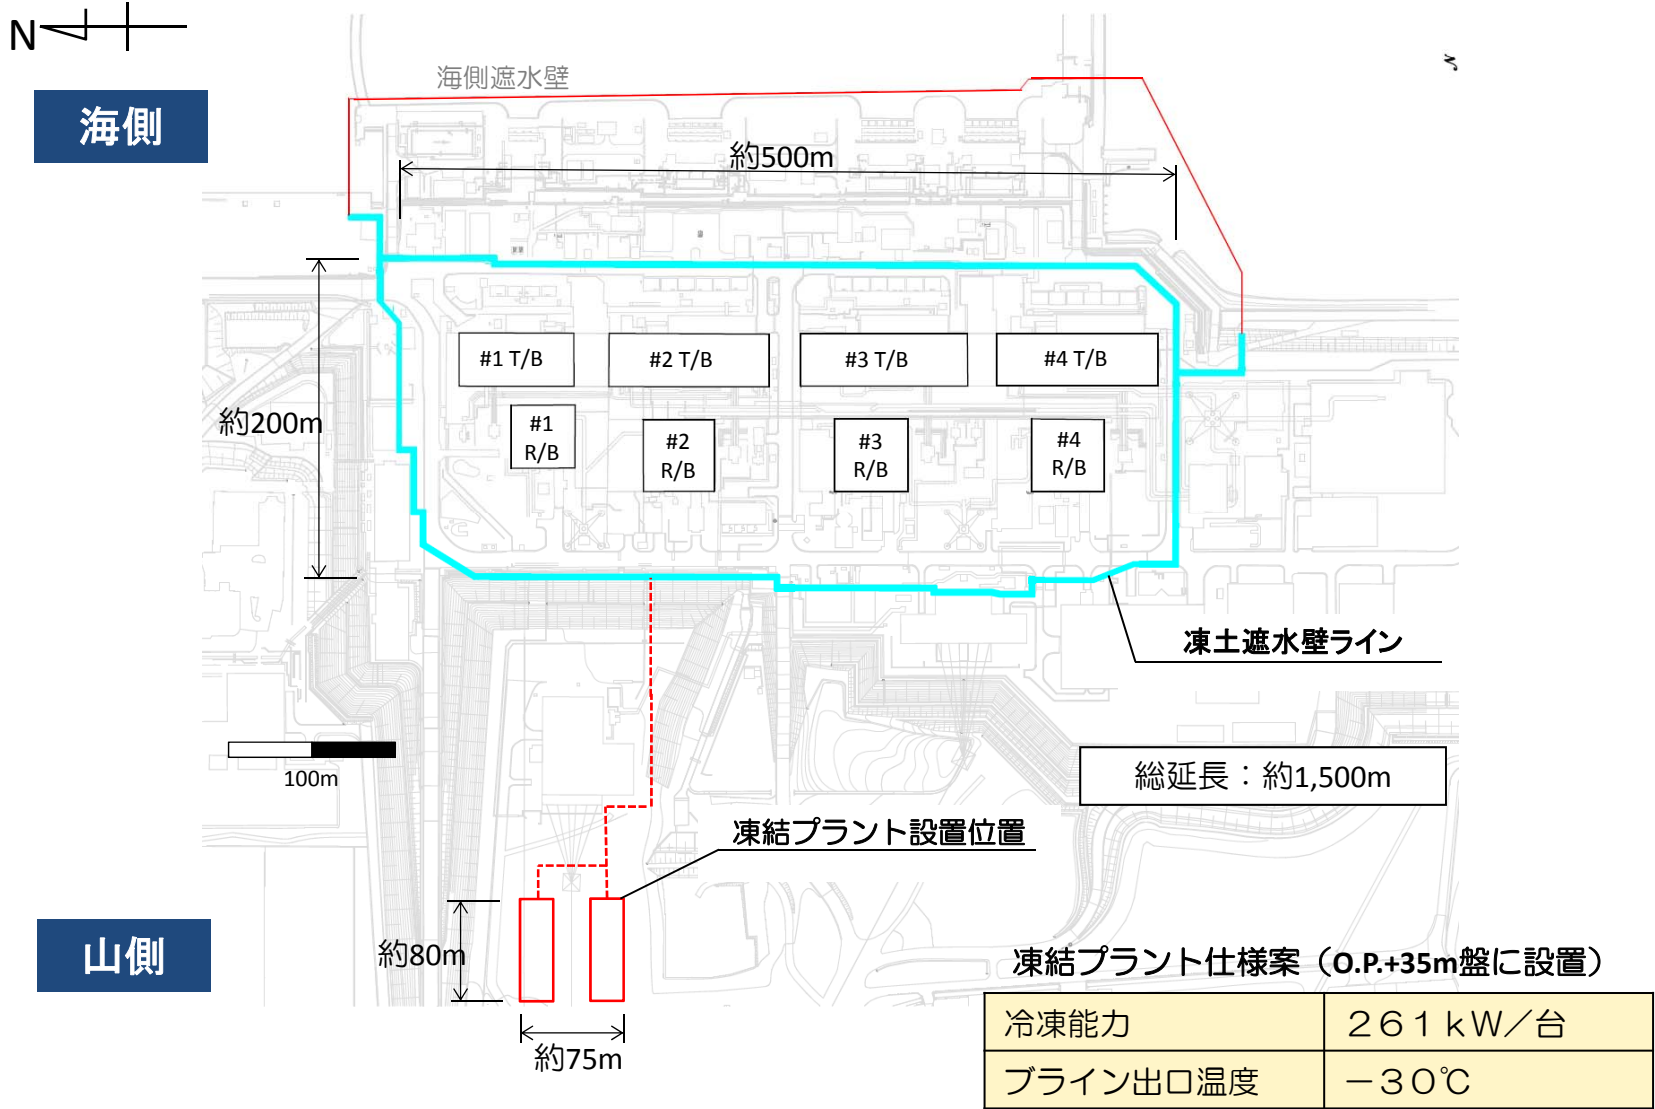 N
海側遮水壁
海側
約500m
#1 T/B
#2 T/B
#3 T/B
#4 T/B
約200m
#1
R/B
#2
R/B
#3
R/B
#4
R/B
凍土遮水壁ライン
100m
総延長：約1,500m
凍結プラント設置位置
山側
約80m
凍結プラント仕様案（O.P.+35m盤に設置）
冷凍能力 ２６１ｋＷ／台
約75m
ブライン出口温度 －３０℃